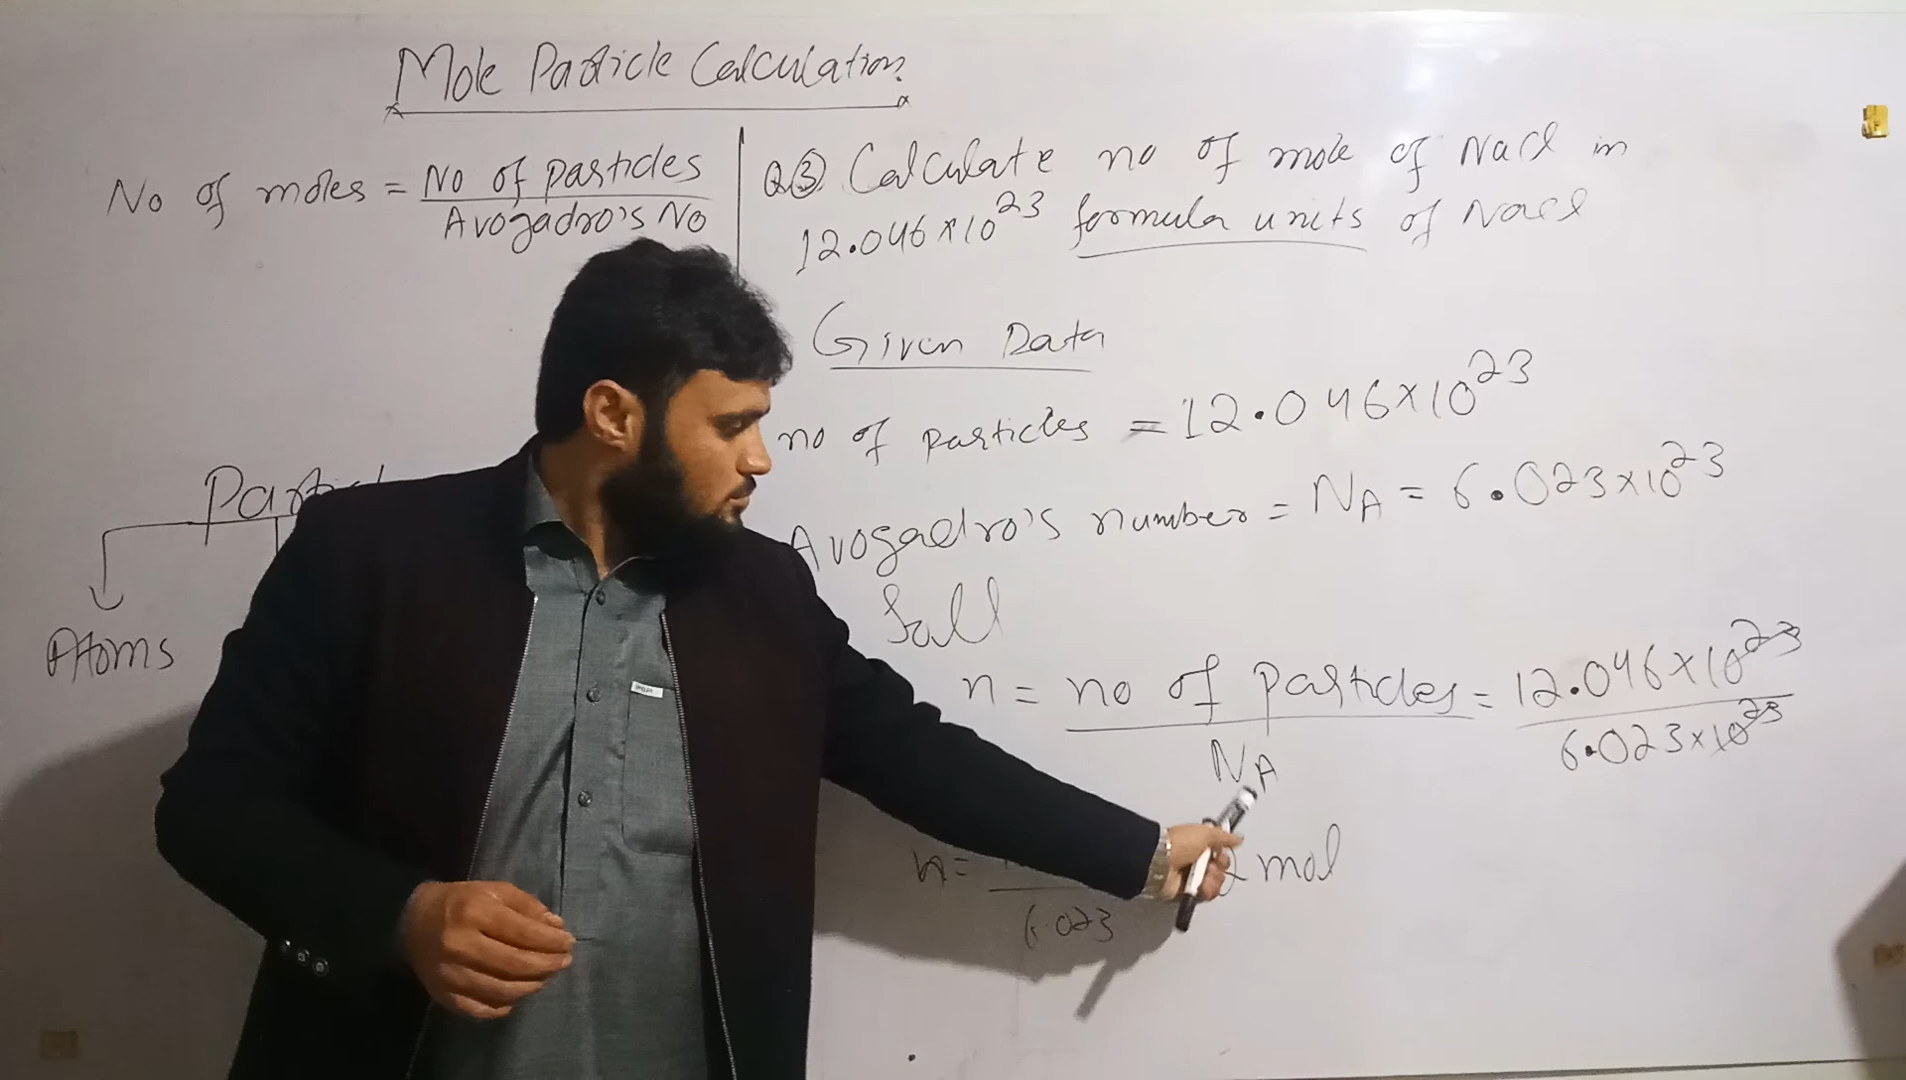 Mole Particle Calculation
No of moles = No of particles
Avogadro's No
Q③ Calculate no of mole of NaCl in
12.046×10²³ formula units of NaCl
Given Data
no of particles = 12.046×10²³
Avogadro's number = NA = 6.023×10²³
Atoms
n = no of particles = 12.046×10²³
NA 6.023×10²³
n = 2 mol
6.023